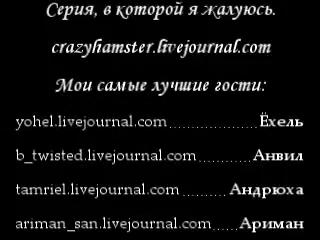 Серия, в которой я жалуюсь.
crazyhamster.livejournal.com
Мои самые лучшие гости:
yohel.livejournal.com...................Ёхель
b_twisted.livejournal.com...........Анвил
tamriel.livejournal.com..........Андрюха
ariman_san.livejournal.com......Ариман